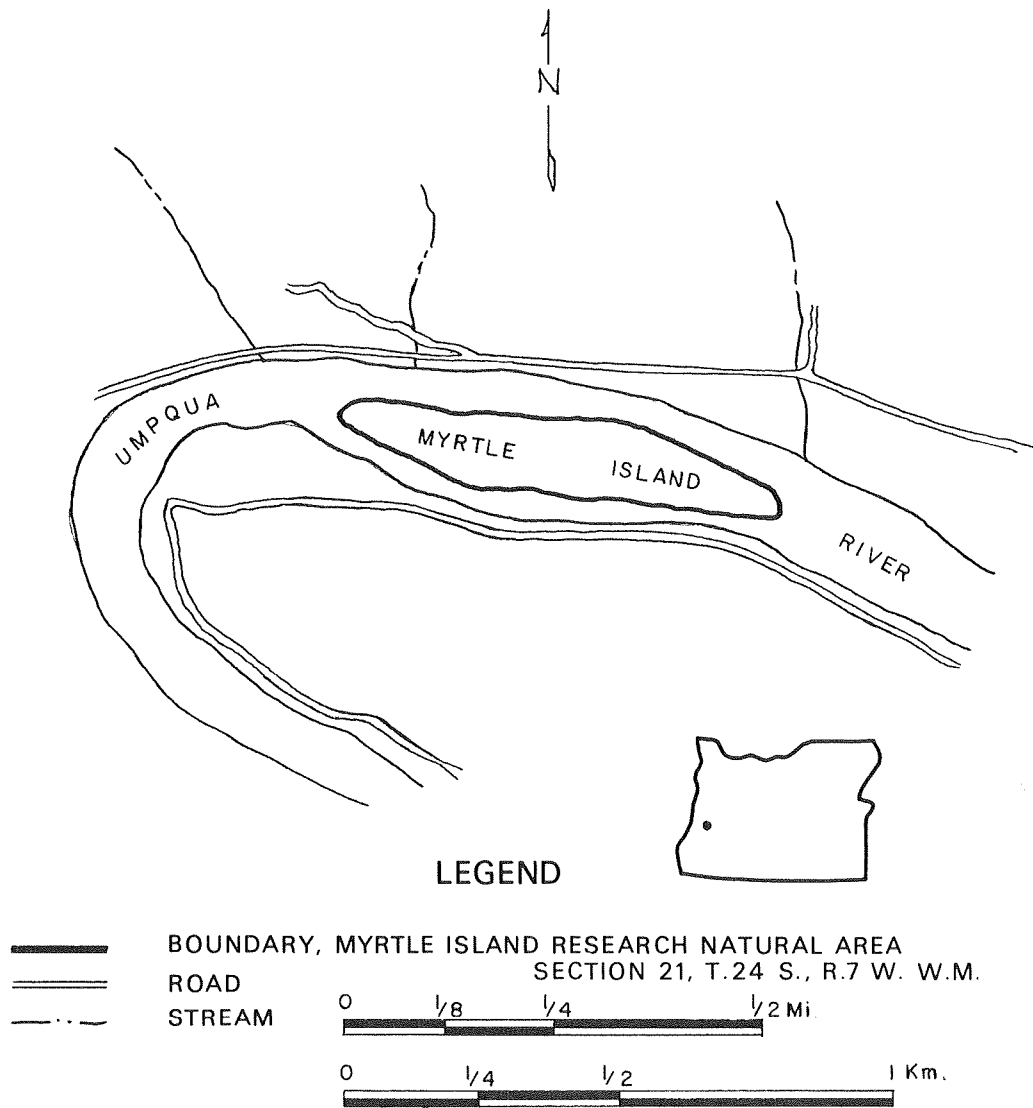 N
UMPQUA
MYRTLE ISLAND
RIVER
LEGEND
BOUNDARY, MYRTLE ISLAND RESEARCH NATURAL AREA
SECTION 21, T.24 S., R.7 W. W.M.
ROAD
STREAM
0 1/8 1/4 1/2 Mi.
0 1/4 1/2 1 Km.